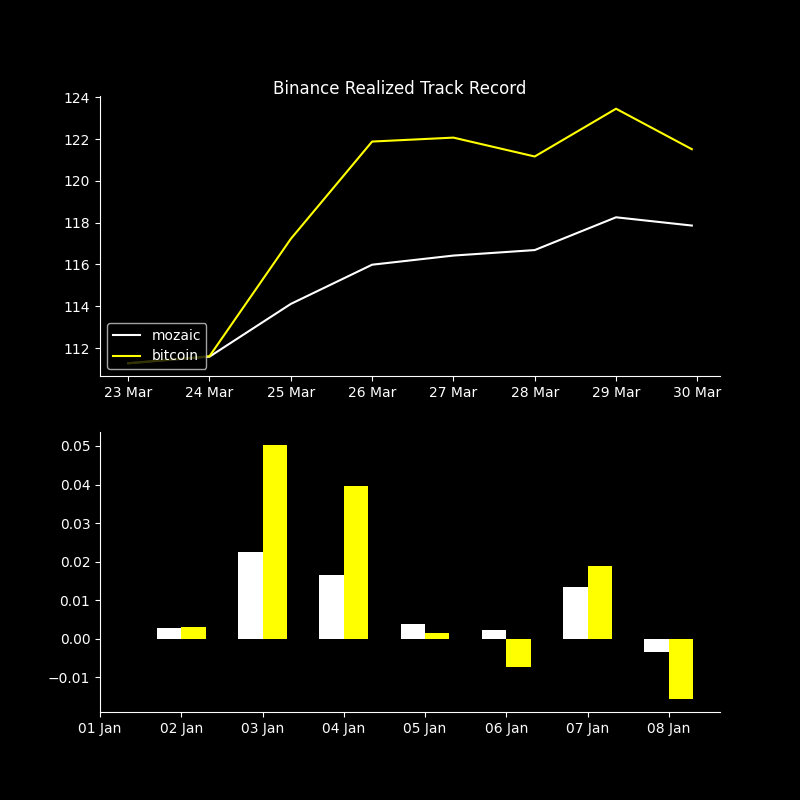 Binance Realized Track Record
124
122
120
118
116
114
112
mozaic
bitcoin
23 Mar 24 Mar 25 Mar 26 Mar 27 Mar 28 Mar 29 Mar 30 Mar
0.05
0.04
0.03
0.02
0.01
0.00
−0.01
01 Jan 02 Jan 03 Jan 04 Jan 05 Jan 06 Jan 07 Jan 08 Jan